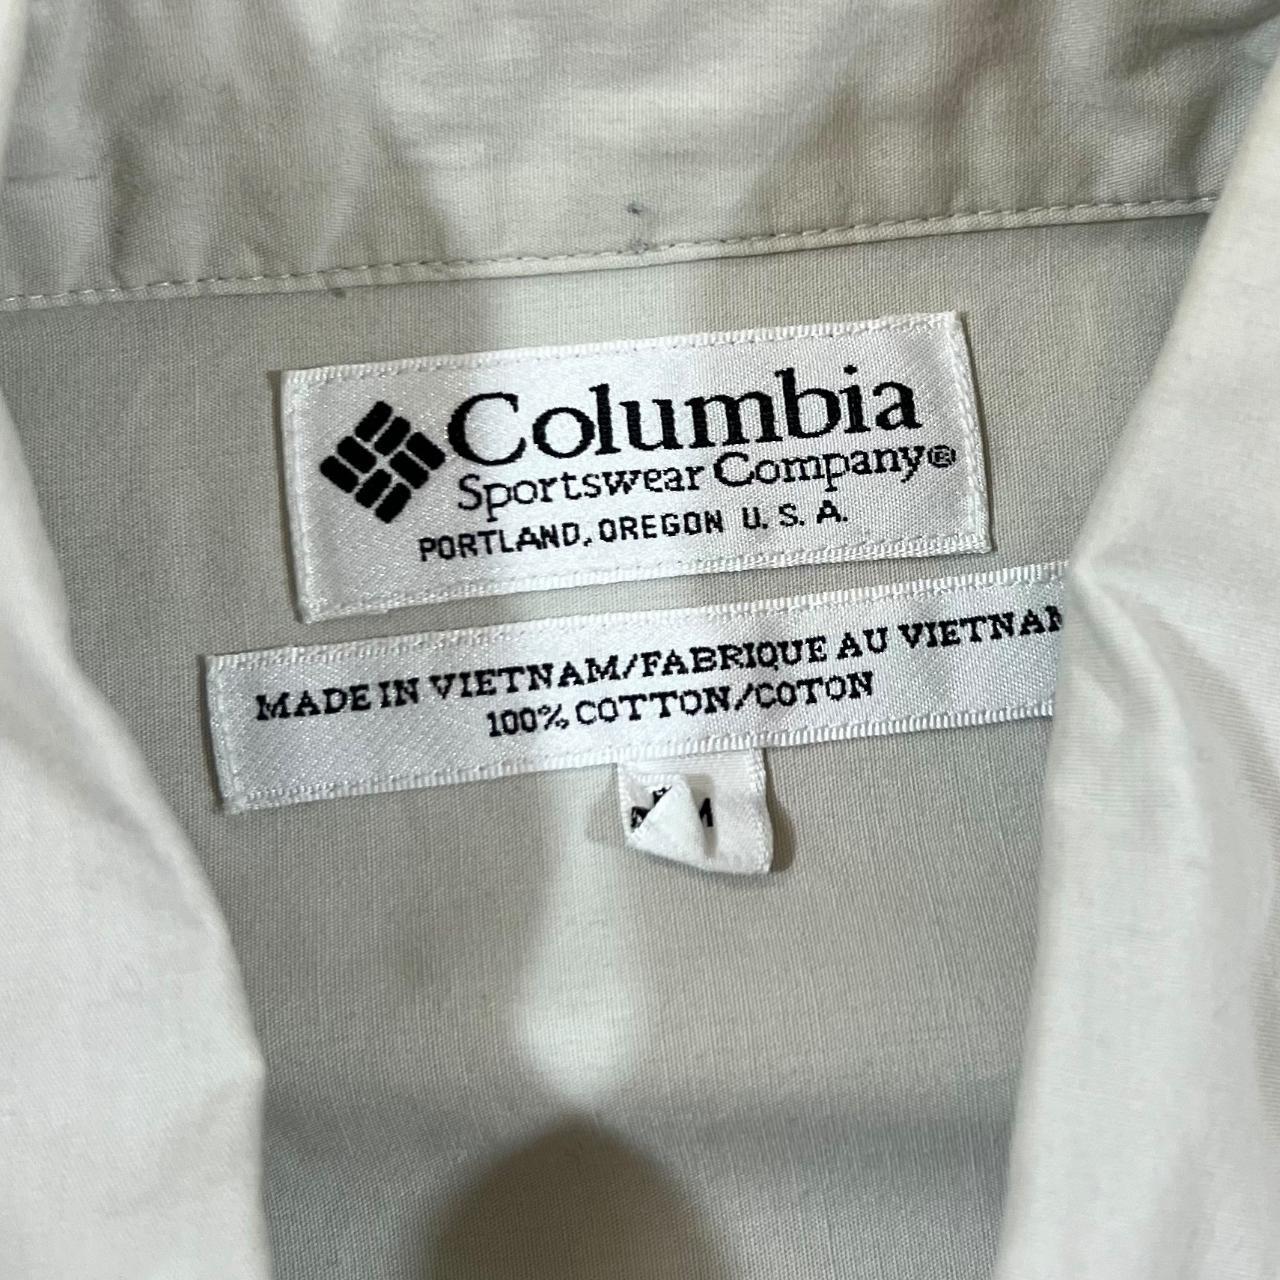 Columbia
Sportswear Company®
PORTLAND, OREGON U.S.A.
MADE IN VIETNAM/FABRIQUE AU VIETNAM
100% COTTON/COTON